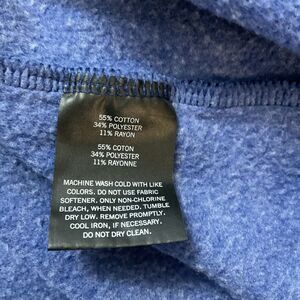 55% COTTON
34% POLYESTER
11% RAYON
55% COTON
34% POLYESTER
11% RAYONNE
MACHINE WASH COLD WITH LIKE
COLORS. DO NOT USE FABRIC
SOFTENER. ONLY NON-CHLORINE
BLEACH, WHEN NEEDED. TUMBLE
DRY LOW. REMOVE PROMPTLY.
COOL IRON, IF NECESSARY.
DO NOT DRY CLEAN.